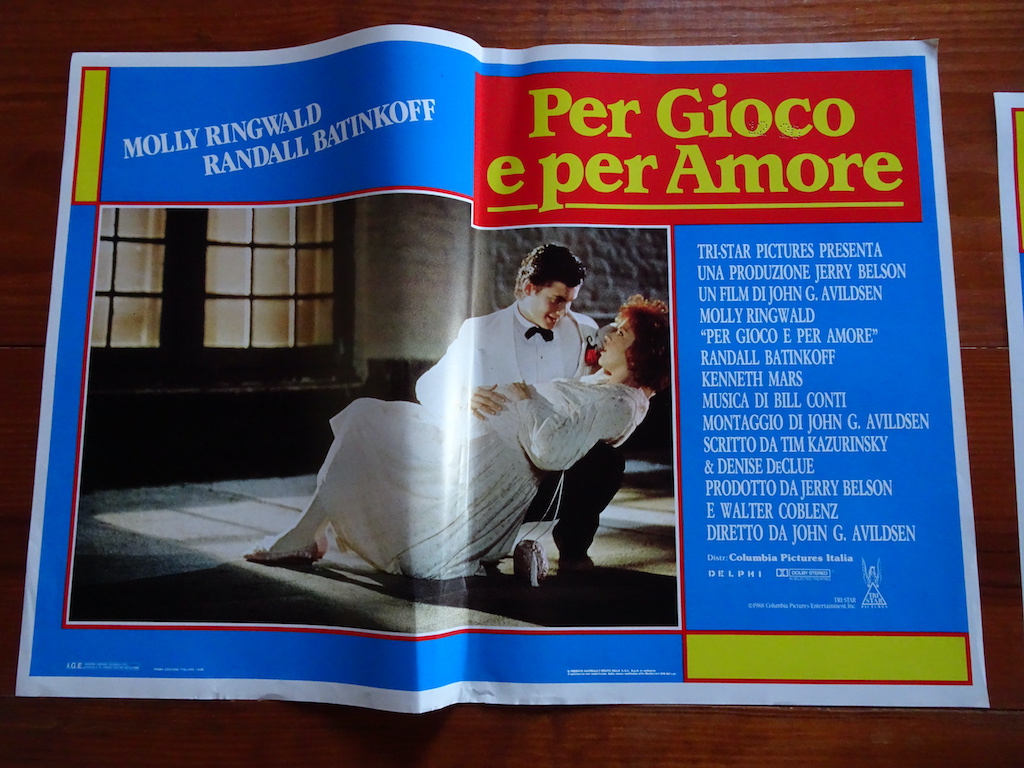 MOLLY RINGWALD
RANDALL BATINKOFF
Per Gioco
e per Amore
TRI-STAR PICTURES PRESENTA
UNA PRODUZIONE JERRY BELSON
UN FILM DI JOHN G. AVILDSEN
MOLLY RINGWALD
"PER GIOCO E PER AMORE"
RANDALL BATINKOFF
KENNETH MARS
MUSICA DI BILL CONTI
MONTAGGIO DI JOHN G. AVILDSEN
SCRITTO DA TIM KAZURINSKY
& DENISE DeCLUE
PRODOTTO DA JERRY BELSON
E WALTER COBLENZ
DIRETTO DA JOHN G. AVILDSEN
Distr: Columbia Pictures Italia
DELPHI DOLBY STEREO
TRI-STAR
©1988 Columbia Pictures Entertainment, Inc.
TRI STAR
PICTURES
I.G.E.